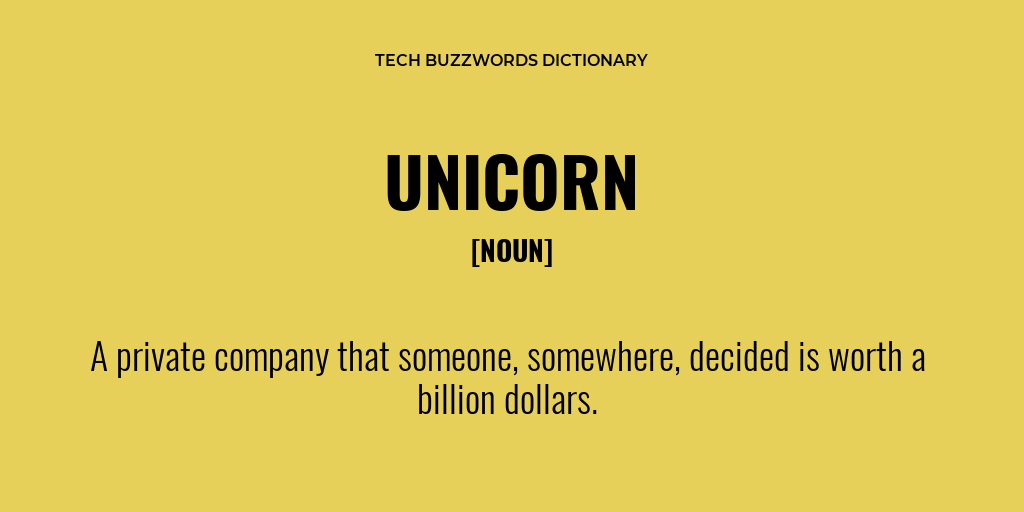 TECH BUZZWORDS DICTIONARY
UNICORN
[NOUN]
A private company that someone, somewhere, decided is worth a
billion dollars.